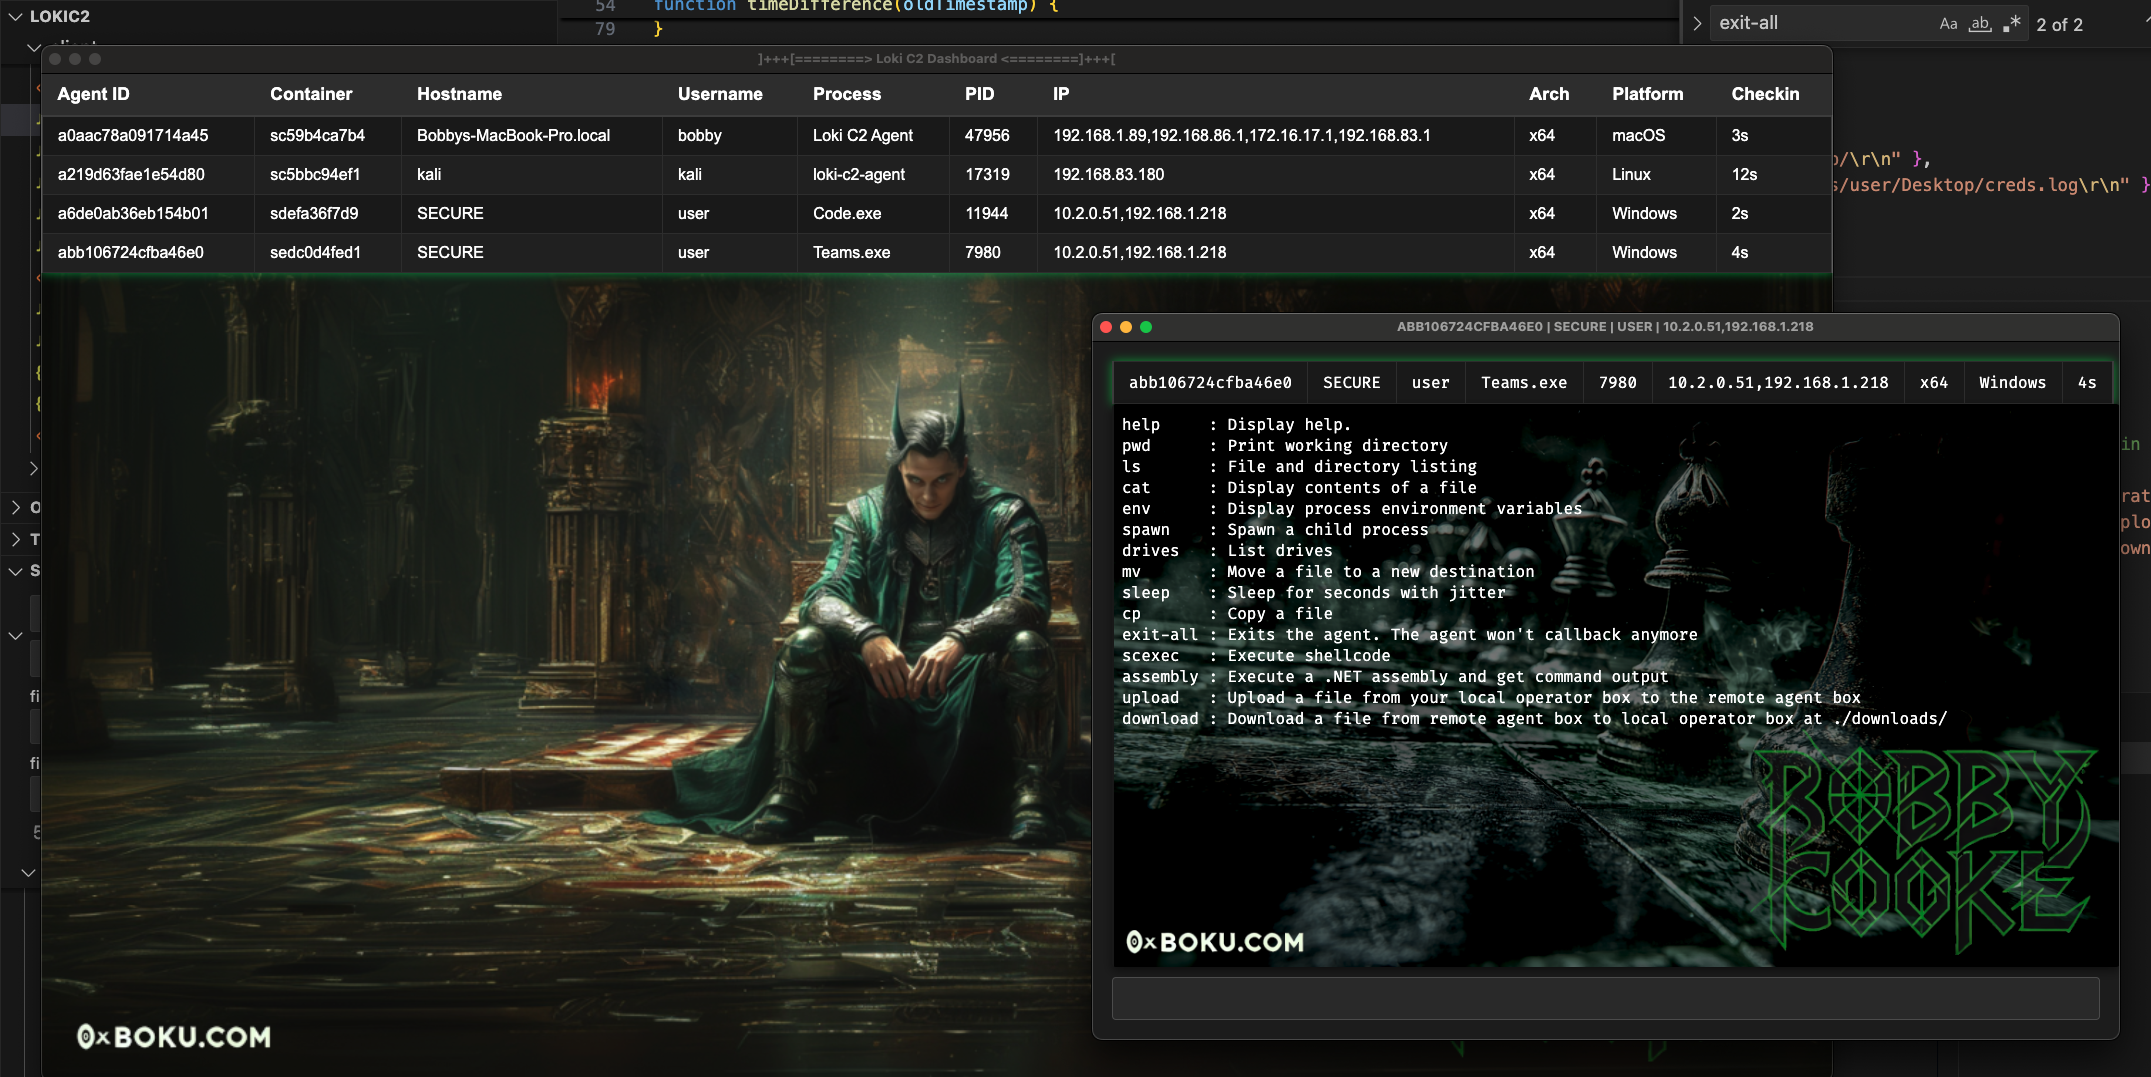 LOKIC2
54 function timeDifference(oldTimestamp) {
79 }
exit-all
Aa ab .* 2 of 2
]+++[========> Loki C2 Dashboard <========]+++[
Agent ID Container Hostname Username Process PID IP Arch Platform Checkin
a0aac78a091714a45 sc59b4ca7b4 Bobbys-MacBook-Pro.local bobby Loki C2 Agent 47956 192.168.1.89,192.168.86.1,172.16.17.1,192.168.83.1 x64 macOS 3s
a219d63fae1e54d80 sc5bbc94ef1 kali kali loki-c2-agent 17319 192.168.83.180 x64 Linux 12s
a6de0ab36eb154b01 sdefa36f7d9 SECURE user Code.exe 11944 10.2.0.51,192.168.1.218 x64 Windows 2s
abb106724cfba46e0 sedc0d4fed1 SECURE user Teams.exe 7980 10.2.0.51,192.168.1.218 x64 Windows 4s
/\r\n" },
/user/Desktop/creds.log\r\n" }
ABB106724CFBA46E0 | SECURE | USER | 10.2.0.51,192.168.1.218
abb106724cfba46e0 SECURE user Teams.exe 7980 10.2.0.51,192.168.1.218 x64 Windows 4s
help : Display help.
pwd : Print working directory
ls : File and directory listing
cat : Display contents of a file
env : Display process environment variables
spawn : Spawn a child process
drives : List drives
mv : Move a file to a new destination
sleep : Sleep for seconds with jitter
cp : Copy a file
exit-all : Exits the agent. The agent won't callback anymore
scexec : Execute shellcode
assembly : Execute a .NET assembly and get command output
upload : Upload a file from your local operator box to the remote agent box
download : Download a file from remote agent box to local operator box at ./downloads/
BOBBY
COOKE
0xBOKU.COM
0xBOKU.COM